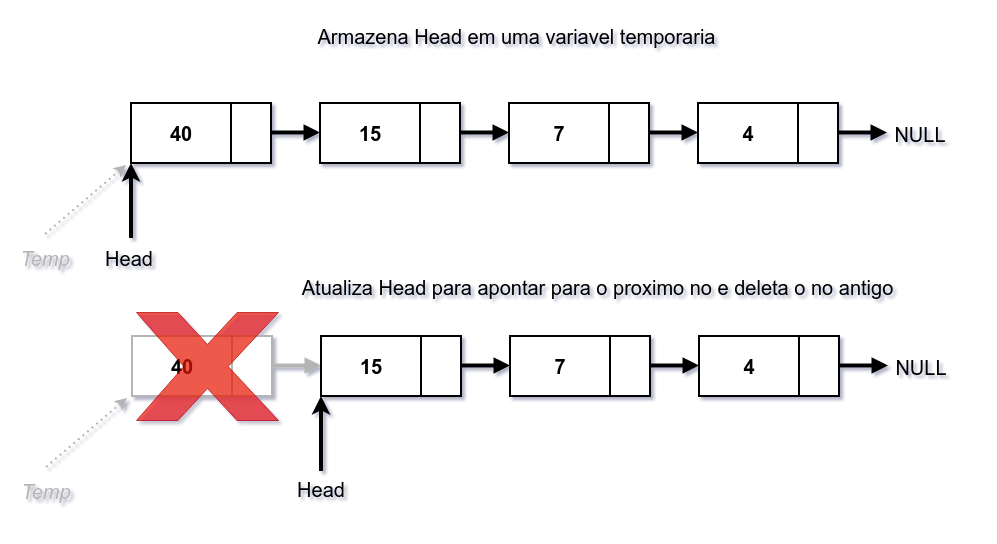 Armazena Head em uma variavel temporaria
40 15 7 4 NULL
Temp Head
Atualiza Head para apontar para o proximo no e deleta o no antigo
40 15 7 4 NULL
Temp Head